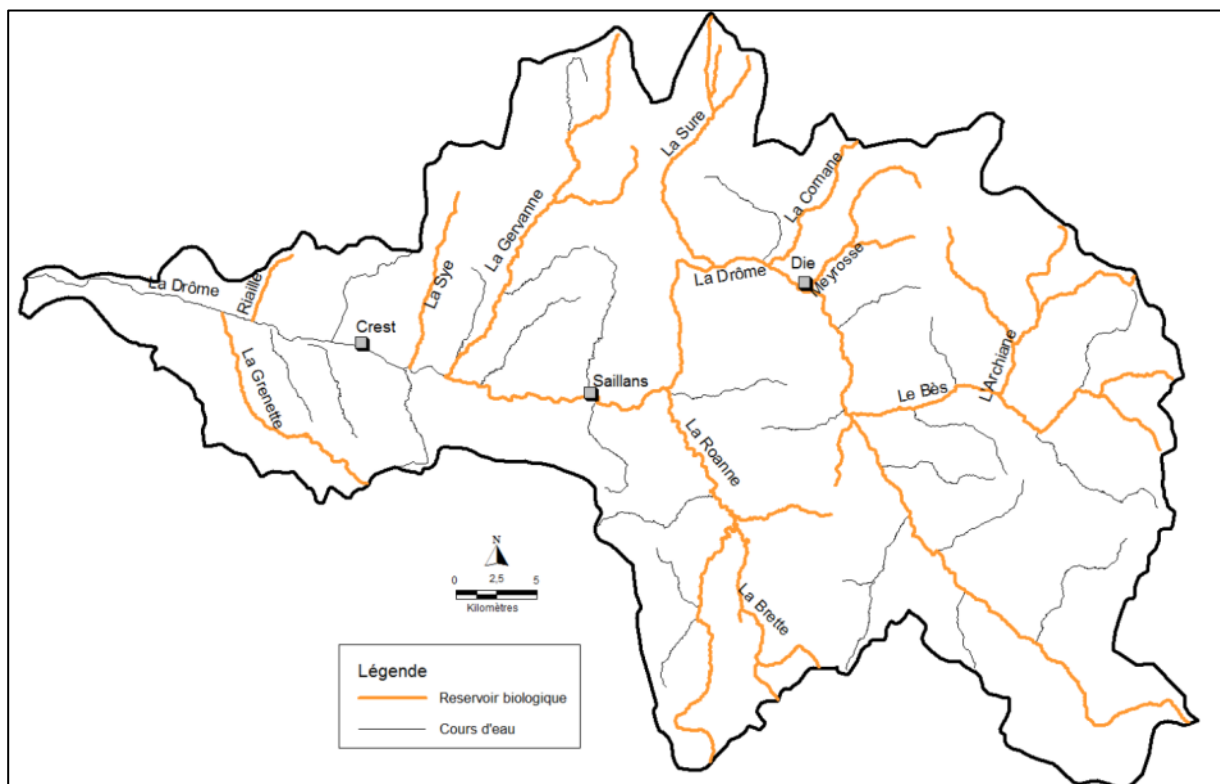 La Sure
La Comane
La Gervanne
La Sye
La Drôme
Riaille
La Drôme
Die
Meyrosse
Crest
La Grenette
Saillans
Le Bès
L'Archiane
La Roanne
La Brette
N
0 2,5 5
Kilomètres
Légende
Reservoir biologique
Cours d'eau